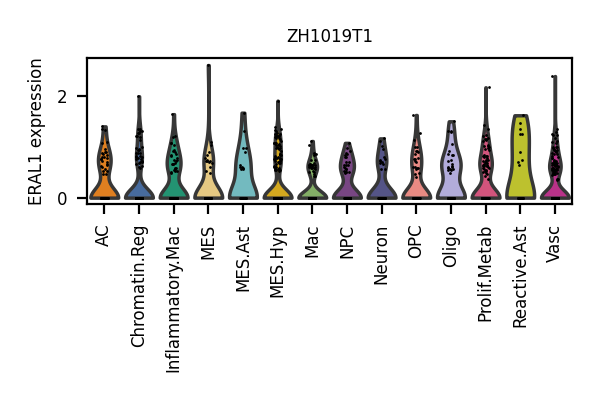 ZH1019T1
ERAL1 expression
2
0
AC
Chromatin.Reg
Inflammatory.Mac
MES
MES.Ast
MES.Hyp
Mac
NPC
Neuron
OPC
Oligo
Prolif.Metab
Reactive.Ast
Vasc